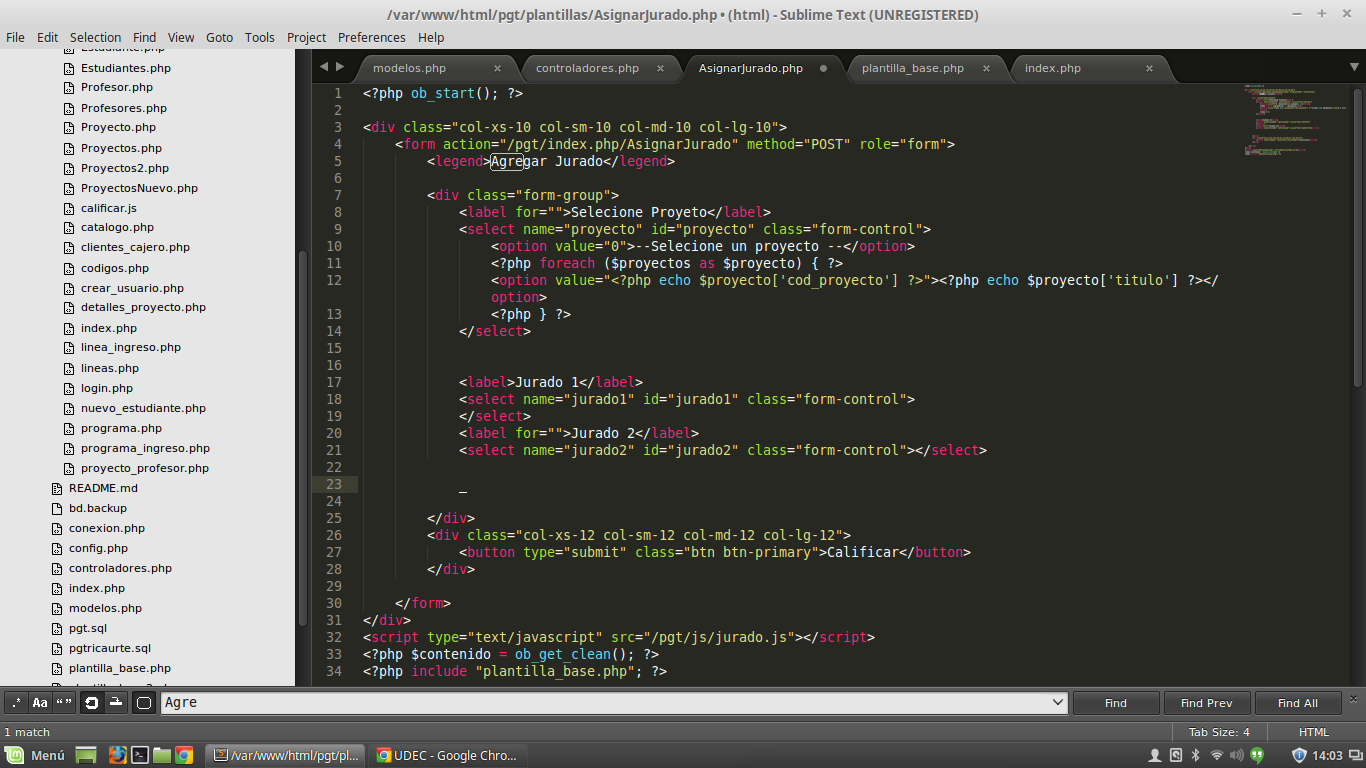 /var/www/html/pgt/plantillas/AsignarJurado.php • (html) - Sublime Text (UNREGISTERED)
File Edit Selection Find View Goto Tools Project Preferences Help
Estudiante.php
Estudiantes.php
Profesor.php
Profesores.php
Proyecto.php
Proyectos.php
Proyectos2.php
ProyectosNuevo.php
calificar.js
catalogo.php
clientes_cajero.php
codigos.php
crear_usuario.php
detalles_proyecto.php
index.php
linea_ingreso.php
lineas.php
login.php
nuevo_estudiante.php
programa.php
programa_ingreso.php
proyecto_profesor.php
README.md
bd.backup
conexion.php
config.php
controladores.php
index.php
modelos.php
pgt.sql
pgtricaurte.sql
plantilla_base.php
modelos.php × controladores.php × AsignarJurado.php • plantilla_base.php × index.php ×
1 <?php ob_start(); ?>
2
3 <div class="col-xs-10 col-sm-10 col-md-10 col-lg-10">
4 <form action="/pgt/index.php/AsignarJurado" method="POST" role="form">
5 <legend>Agregar Jurado</legend>
6
7 <div class="form-group">
8 <label for="">Selecione Proyeto</label>
9 <select name="proyecto" id="proyecto" class="form-control">
10 <option value="0">--Selecione un proyecto --</option>
11 <?php foreach ($proyectos as $proyecto) { ?>
12 <option value="<?php echo $proyecto['cod_proyecto'] ?>"><?php echo $proyecto['titulo'] ?></
option>
13 <?php } ?>
14 </select>
15
16
17 <label>Jurado 1</label>
18 <select name="jurado1" id="jurado1" class="form-control">
19 </select>
20 <label for="">Jurado 2</label>
21 <select name="jurado2" id="jurado2" class="form-control"></select>
22
23
24
25 </div>
26 <div class="col-xs-12 col-sm-12 col-md-12 col-lg-12">
27 <button type="submit" class="btn btn-primary">Calificar</button>
28 </div>
29
30 </form>
31 </div>
32 <script type="text/javascript" src="/pgt/js/jurado.js"></script>
33 <?php $contenido = ob_get_clean(); ?>
34 <?php include "plantilla_base.php"; ?>
.* Aa “ ” Agre Find Find Prev Find All ×
1 match Tab Size: 4 HTML
Menú /var/www/html/pgt/pl... UDEC - Google Chro... 14:03